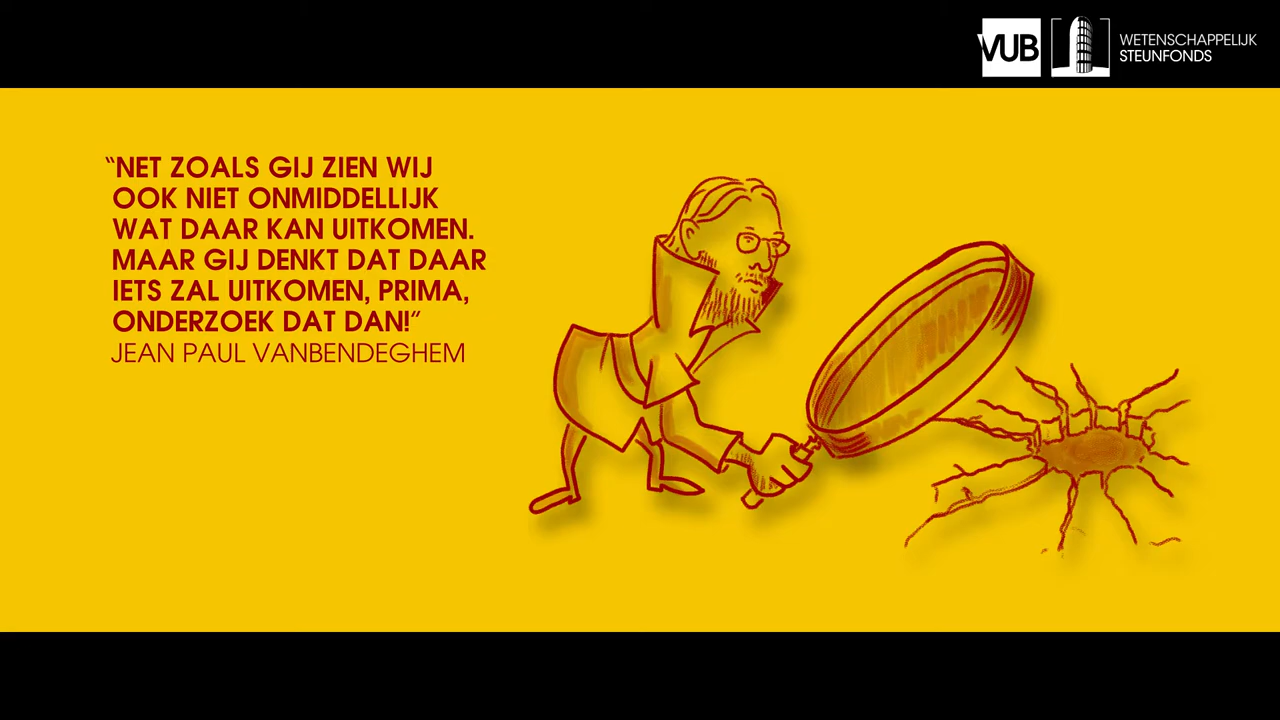 VUB
WETENSCHAPPELIJK
STEUNFONDS
“NET ZOALS GIJ ZIEN WIJ
OOK NIET ONMIDDELLIJK
WAT DAAR KAN UITKOMEN.
MAAR GIJ DENKT DAT DAAR
IETS ZAL UITKOMEN, PRIMA,
ONDERZOEK DAT DAN!”
JEAN PAUL VANBENDEGHEM